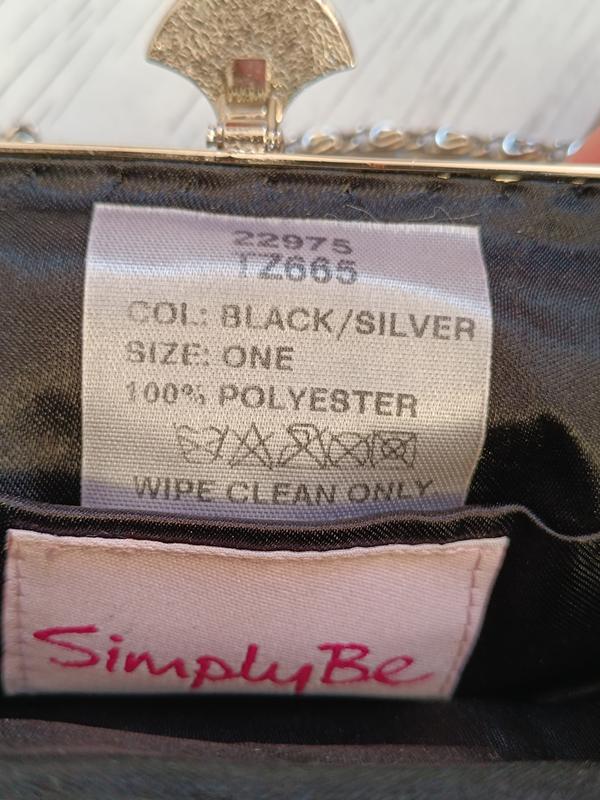 22975
TZ665
COL: BLACK/SILVER
SIZE: ONE
100% POLYESTER
WIPE CLEAN ONLY
SimplyBe